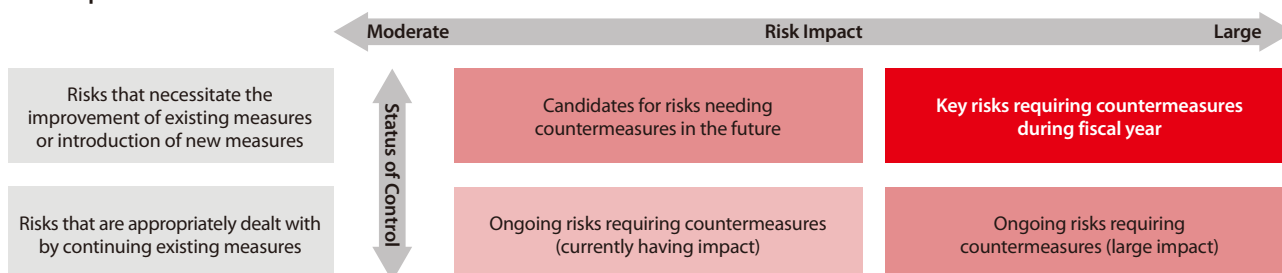 Moderate Risk Impact Large
Risks that necessitate the
improvement of existing measures
or introduction of new measures
Status of Control
Candidates for risks needing
countermeasures in the future
Key risks requiring countermeasures
during fiscal year
Risks that are appropriately dealt with
by continuing existing measures
Ongoing risks requiring countermeasures
(currently having impact)
Ongoing risks requiring
countermeasures (large impact)